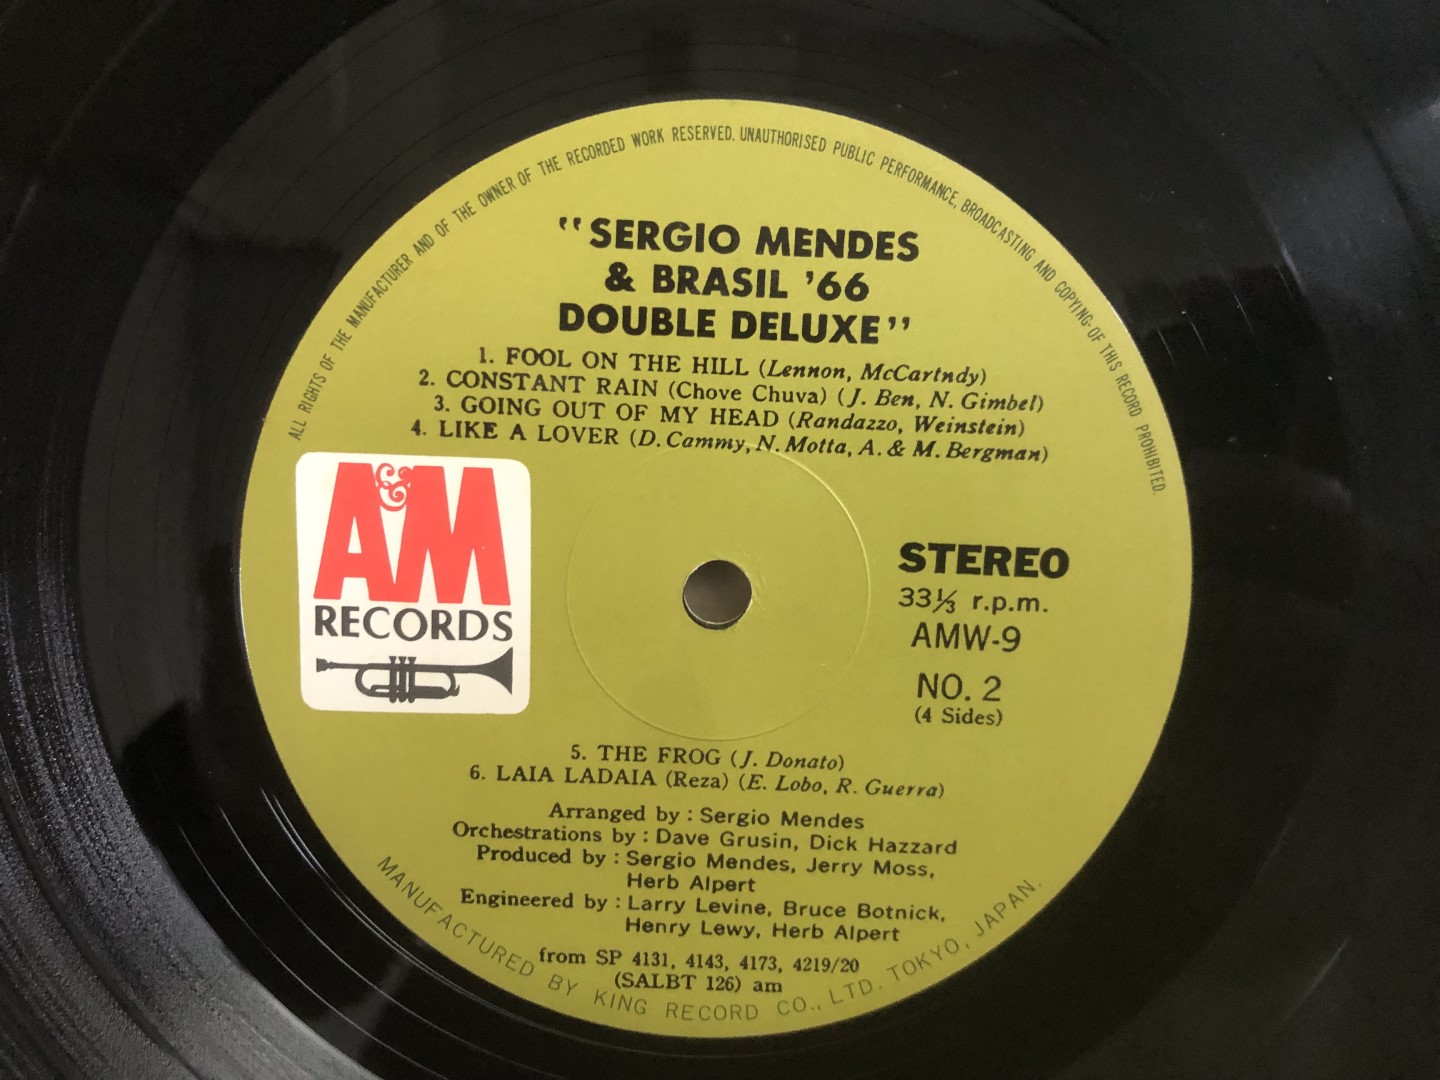 ALL RIGHTS OF THE MANUFACTURER AND OF THE OWNER OF THE RECORDED WORK RESERVED. UNAUTHORISED PUBLIC PERFORMANCE, BROADCASTING AND COPYING OF THIS RECORD PROHIBITED.
"SERGIO MENDES
& BRASIL '66
DOUBLE DELUXE"
1. FOOL ON THE HILL (Lennon, McCartndy)
2. CONSTANT RAIN (Chove Chuva) (J. Ben, N. Gimbel)
3. GOING OUT OF MY HEAD (Randazzo, Weinstein)
4. LIKE A LOVER (D. Cammy, N. Motta, A. & M. Bergman)
A&M
RECORDS
STEREO
33⅓ r.p.m.
AMW-9
NO. 2
(4 Sides)
5. THE FROG (J. Donato)
6. LAIA LADAIA (Reza) (E. Lobo, R. Guerra)
Arranged by : Sergio Mendes
Orchestrations by : Dave Grusin, Dick Hazzard
Produced by : Sergio Mendes, Jerry Moss,
Herb Alpert
Engineered by : Larry Levine, Bruce Botnick,
Henry Lewy, Herb Alpert
from SP 4131, 4143, 4173, 4219/20
(SALBT 126) am
MANUFACTURED BY KING RECORD CO., LTD. TOKYO, JAPAN.